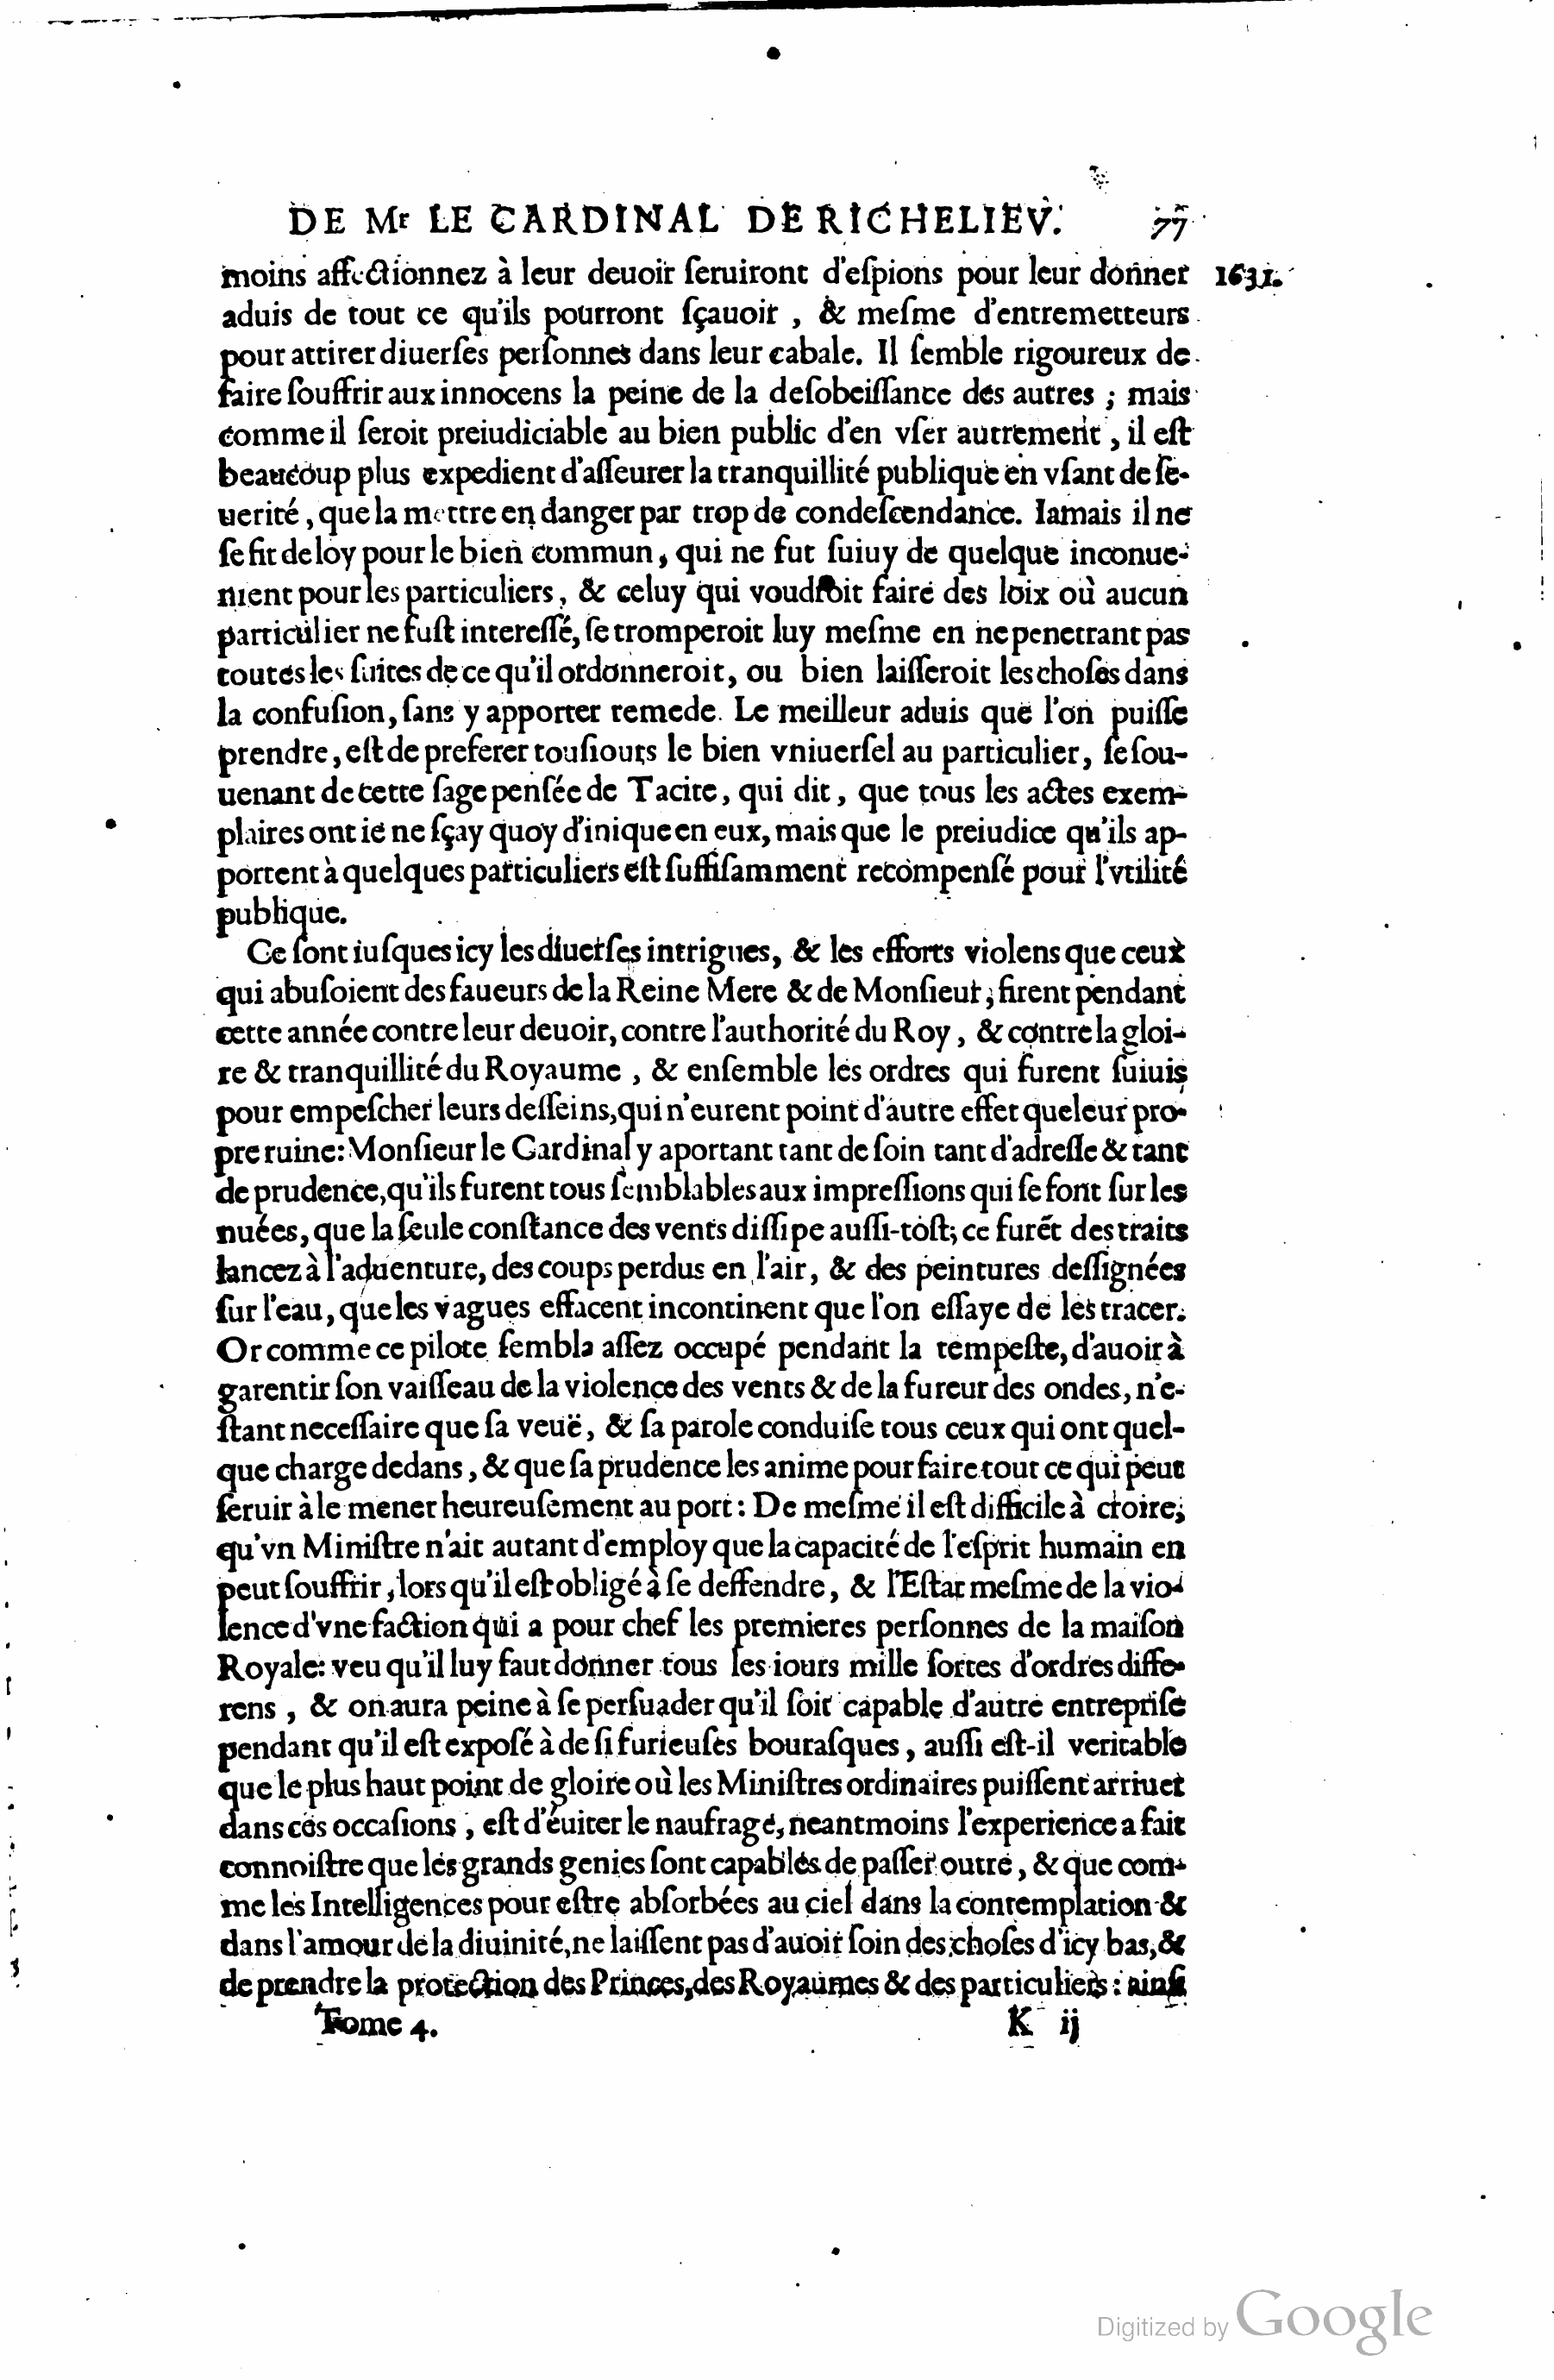 DE Mr LE CARDINAL DE RICHELIEV. 77
moins affectionnez à leur deuoir ſeruiront d'eſpions pour leur donner 1631.
aduis de tout ce qu'ils pourront ſçauoir , & meſme d'entremetteurs
pour attirer diuerſes perſonnes dans leur cabale. Il ſemble rigoureux de
faire ſouffrir aux innocens la peine de la deſobeiſſance des autres ; mais
comme il ſeroit preiudiciable au bien public d'en vſer autrement , il eſt
beaucoup plus expedient d'aſſeurer la tranquillité publique en vſant de ſe-
uerité , que la mettre en danger par trop de condeſcendance. Iamais il ne
ſe fit de loy pour le bien commun, qui ne fut ſuiuy de quelque inconue-
nient pour les particuliers, & celuy qui voudroit faire des loix où aucun
particulier ne fuſt intereſſé, ſe tromperoit luy meſme en ne penetrant pas
toutes les ſuites de ce qu'il ordonneroit, ou bien laiſſeroit les choſes dans
la confuſion, ſans y apporter remede. Le meilleur aduis que l'on puiſſe
prendre, eſt de preferer touſiours le bien vniuerſel au particulier, ſe ſou-
uenant de cette ſage penſée de Tacite, qui dit, que tous les actes exem-
plaires ont ie ne ſçay quoy d'inique en eux, mais que le preiudice qu'ils ap-
portent à quelques particuliers eſt ſuffiſamment recompenſé pour l'vtilité
publique.
Ce ſont iuſques icy les diuerſes intrigues, & les efforts violens que ceux
qui abuſoient des faueurs de la Reine Mere & de Monſieur, firent pendant
cette année contre leur deuoir, contre l'authorité du Roy, & contre la gloi-
re & tranquillité du Royaume , & enſemble les ordres qui furent ſuiuis
pour empeſcher leurs deſſeins, qui n'eurent point d'autre effet que leur pro-
pre ruine: Monſieur le Cardinal y aportant tant de ſoin tant d'adreſſe & tant
de prudence, qu'ils furent tous ſemblables aux impreſſions qui ſe font ſur les
nuées, que la ſeule conſtance des vents diſſipe auſſi-toſt; ce furẽt des traits
lancez à l'aduenture, des coups perdus en l'air, & des peintures deſſignées
ſur l'eau, que les vagues effacent incontinent que l'on eſſaye de les tracer.
Or comme ce pilote ſembla aſſez occupé pendant la tempeſte, d'auoir à
garentir ſon vaiſſeau de la violence des vents & de la fureur des ondes, n'e-
ſtant neceſſaire que ſa veuë, & ſa parole conduiſe tous ceux qui ont quel-
que charge dedans, & que ſa prudence les anime pour faire tout ce qui peut
ſeruir à le mener heureuſement au port : De meſme il eſt difficile à croire,
qu'vn Miniſtre n'ait autant d'employ que la capacité de l'eſprit humain en
peut ſouffrir, lors qu'il eſt obligé à ſe deffendre, & l'Eſtat meſme de la vio-
lence d'vne faction qui a pour chef les premieres perſonnes de la maiſon
Royale: veu qu'il luy faut donner tous les iours mille ſortes d'ordres diffe-
rens , & on aura peine à ſe perſuader qu'il ſoit capable d'autre entrepriſe
pendant qu'il eſt expoſé à de ſi furieuſes bouraſques, auſſi eſt-il veritable
que le plus haut point de gloire où les Miniſtres ordinaires puiſſent arriuer
dans ces occaſions , eſt d'éuiter le naufrage, neantmoins l'experience a fait
connoiſtre que les grands genies ſont capables de paſſer outre, & que com-
me les Intelligences pour eſtre abſorbées au ciel dans la contemplation &
dans l'amour de la diuinité, ne laiſſent pas d'auoir ſoin des choſes d'icy bas, &
de prendre la protection des Princes, des Royaumes & des particuliers : ainſi
Tome 4. K ij
Digitized by Google